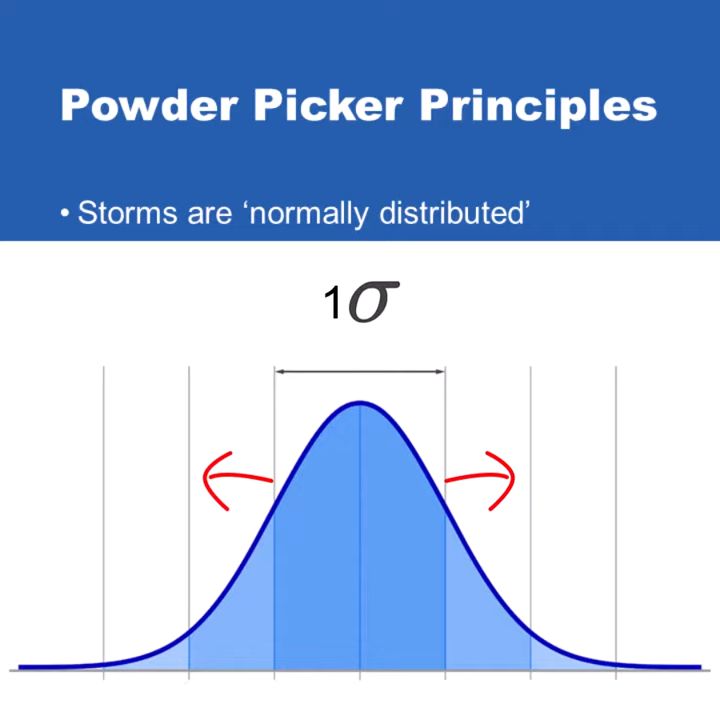 Powder Picker Principles
• Storms are ‘normally distributed’
1σ